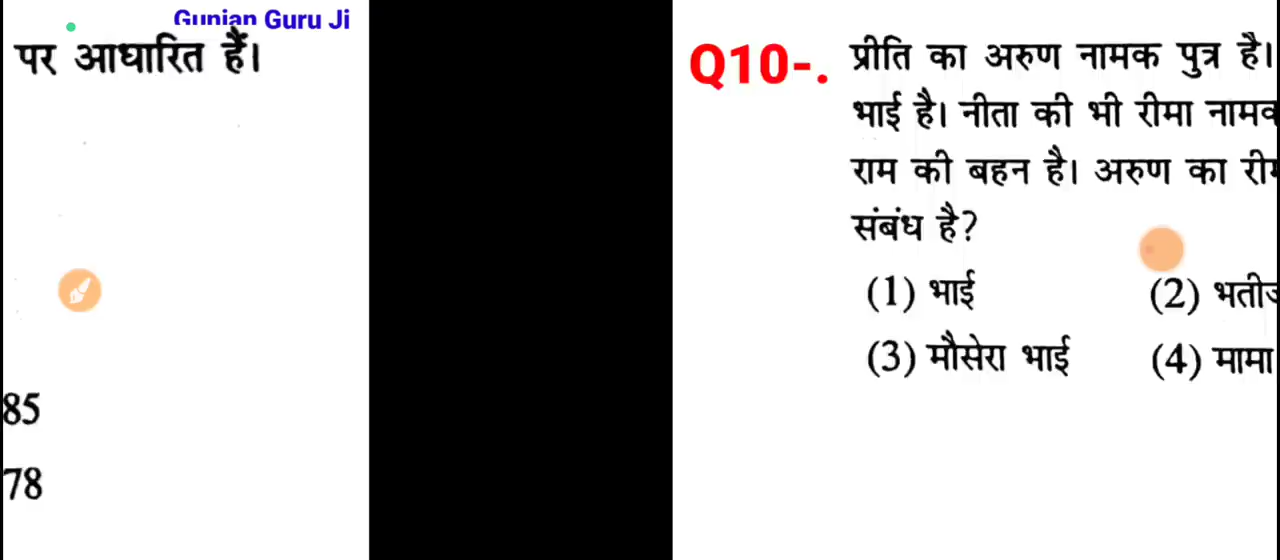 Gunjan Guru Ji
पर आधारित हैं।
85
78
Q10-. प्रीति का अरुण नामक पुत्र है।
भाई है। नीता की भी रीमा
राम की बहन है। अरुण का
संबंध है?
(1) भाई (2)
(3) मौसेरा भाई (4) मामा